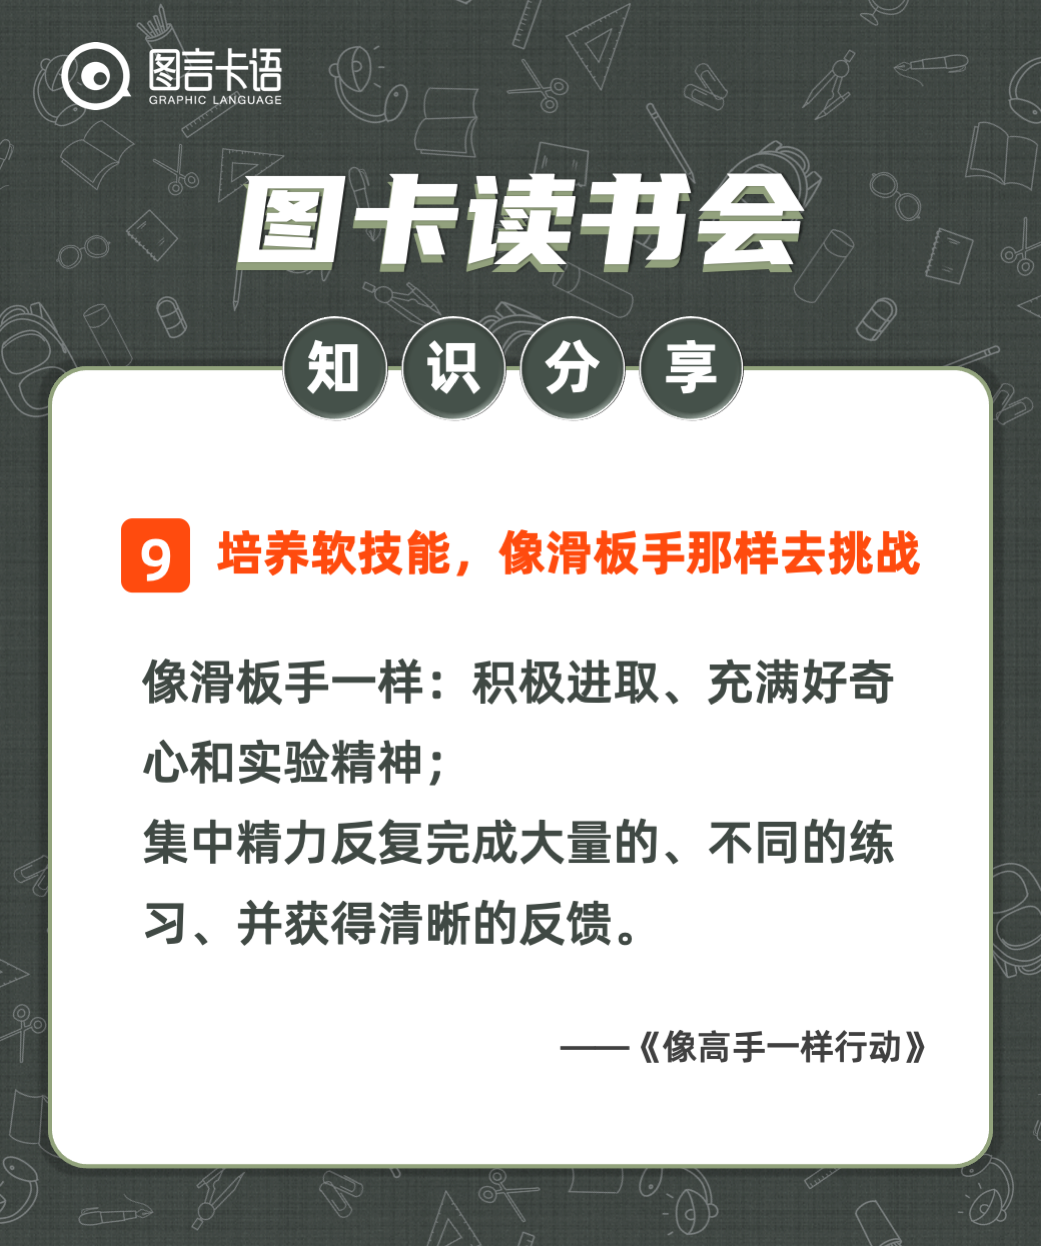 图言卡语
GRAPHIC LANGUAGE
图卡读书会
知识分享
9 培养软技能，像滑板手那样去挑战
像滑板手一样：积极进取、充满好奇
心和实验精神；
集中精力反复完成大量的、不同的练
习、并获得清晰的反馈。
——《像高手一样行动》